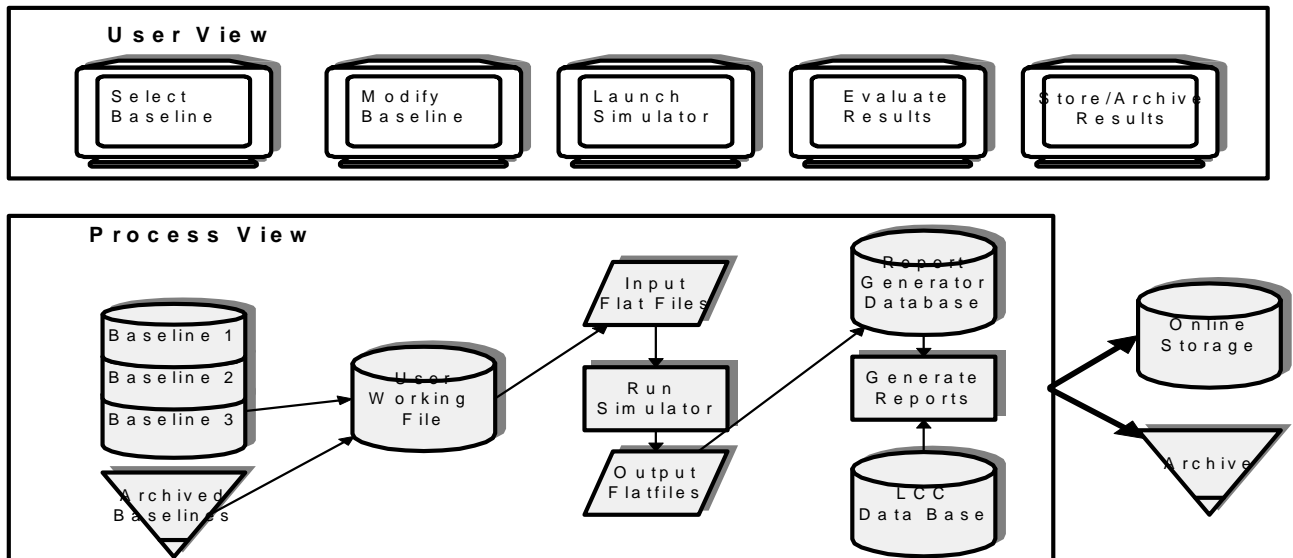 User View
Select
Baseline
Modify
Baseline
Launch
Simulator
Evaluate
Results
Store/Archive
Results
Process View
Baseline 1
Baseline 2
Baseline 3
Archived
Baselines
User
Working
File
Input
Flat Files
Run
Simulator
Output
Flatfiles
Report
Generator
Database
Generate
Reports
LCC
Data Base
Online
Storage
Archive